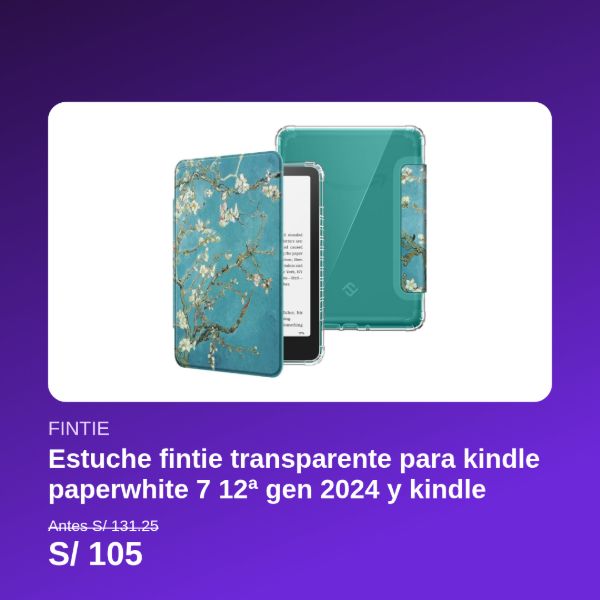 FINTIE
Estuche fintie transparente para kindle
paperwhite 7 12ª gen 2024 y kindle
Antes S/ 131.25
S/ 105